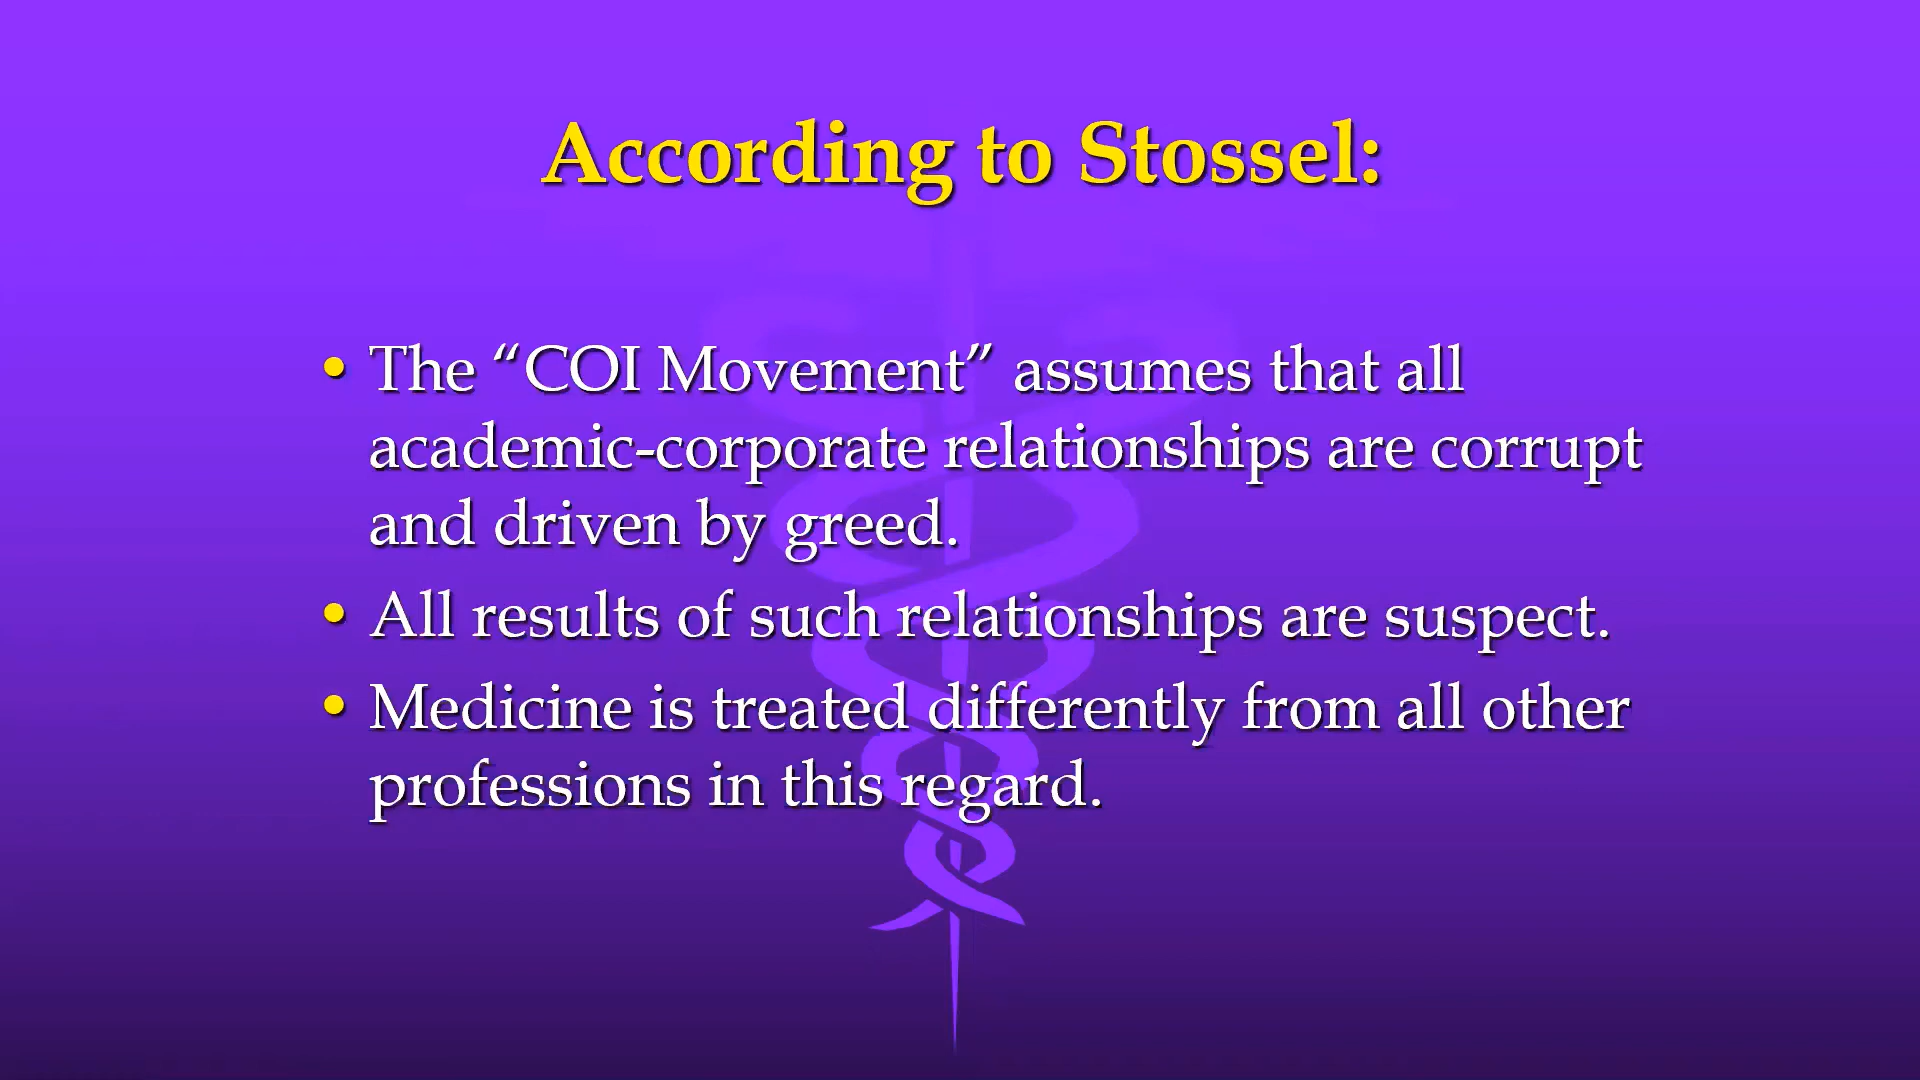 According to Stossel:
• The “COI Movement” assumes that all
academic-corporate relationships are corrupt
and driven by greed.
• All results of such relationships are suspect.
• Medicine is treated differently from all other
professions in this regard.